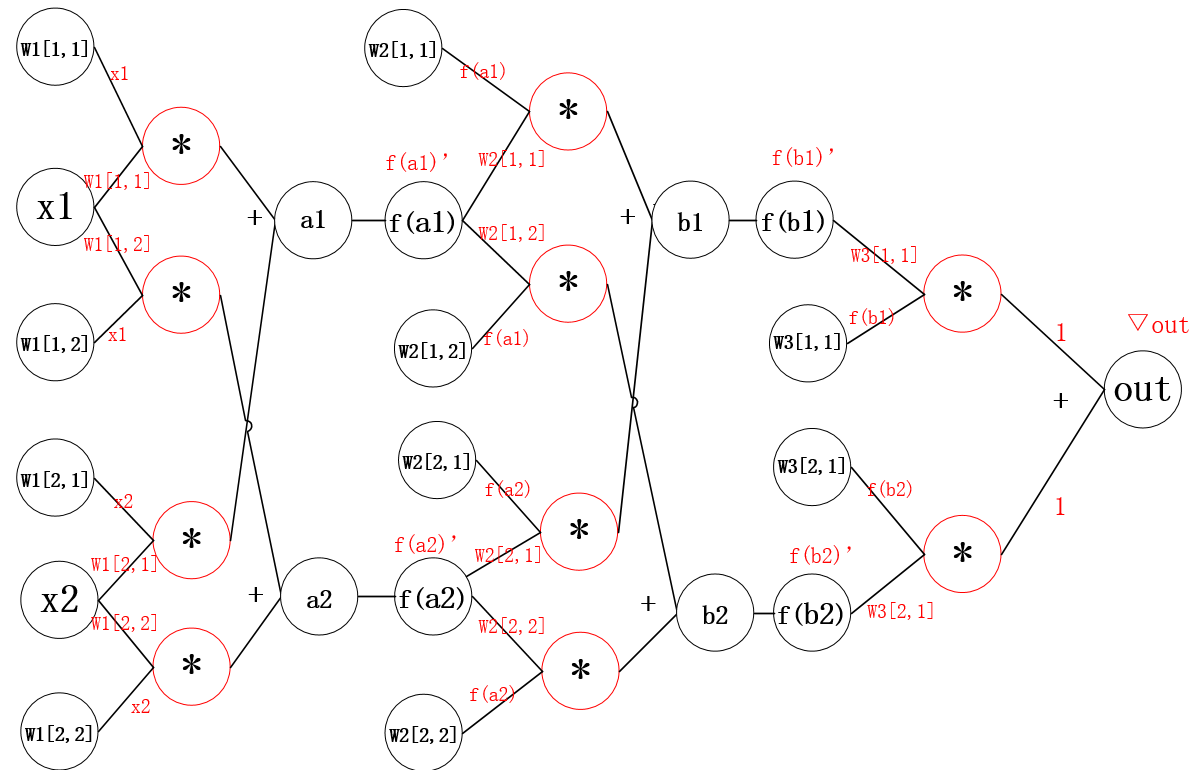 W1[1,1]
x1
*
W1[1,1]
x1
W1[1,2]
*
x1
W1[1,2]
+
a1
f(a1)'
f(a1)
W2[1,1]
f(a1)
*
W2[1,1]
W2[1,2]
*
f(a1)
W2[1,2]
+
b1
f(b1)'
f(b1)
W3[1,1]
*
f(b1)
W3[1,1]
1
▽out
out
+
1
W1[2,1]
x2
*
W1[2,1]
x2
W1[2,2]
*
x2
W1[2,2]
+
a2
f(a2)'
f(a2)
W2[2,1]
f(a2)
*
W2[2,1]
W2[2,2]
*
f(a2)
W2[2,2]
+
b2
f(b2)'
f(b2)
W3[2,1]
f(b2)
*
W3[2,1]